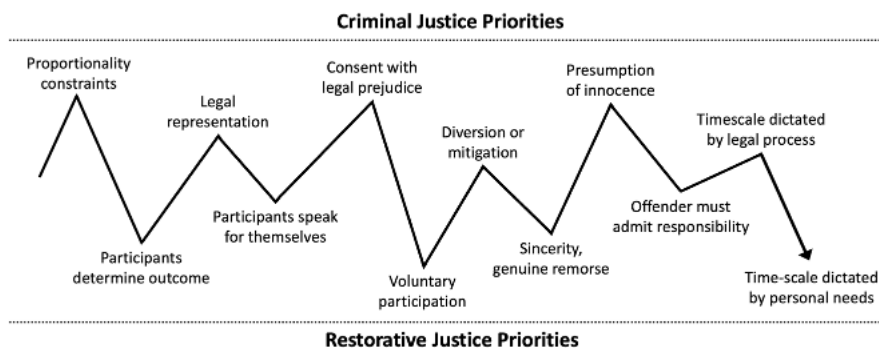 Criminal Justice Priorities
Proportionality
constraints
Legal
representation
Consent with
legal prejudice
Diversion or
mitigation
Presumption
of innocence
Timescale dictated
by legal process
Participants
determine outcome
Participants speak
for themselves
Voluntary
participation
Sincerity,
genuine remorse
Offender must
admit responsibility
Time-scale dictated
by personal needs
Restorative Justice Priorities